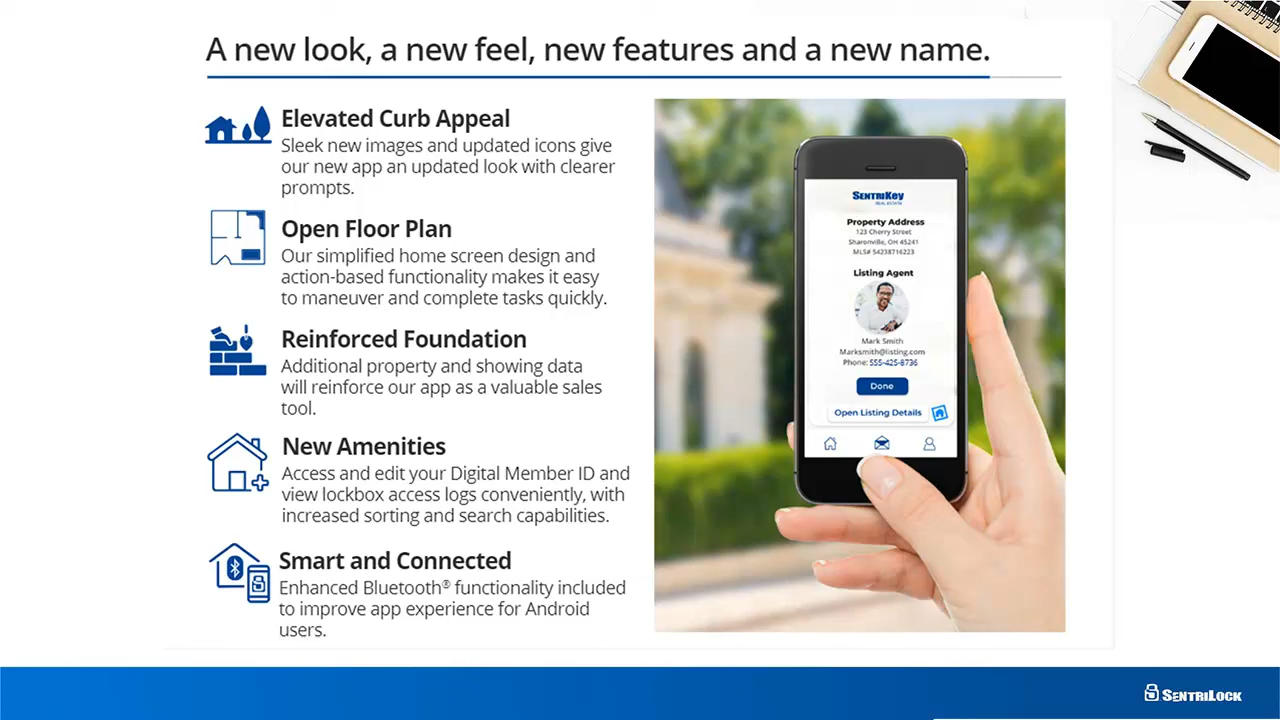 A new look, a new feel, new features and a new name.
Elevated Curb Appeal
Sleek new images and updated icons give
our new app an updated look with clearer
prompts.
Open Floor Plan
Our simplified home screen design and
action-based functionality makes it easy
to maneuver and complete tasks quickly.
Reinforced Foundation
Additional property and showing data
will reinforce our app as a valuable sales
tool.
New Amenities
Access and edit your Digital Member ID and
view lockbox access logs conveniently, with
increased sorting and search capabilities.
Smart and Connected
Enhanced Bluetooth® functionality included
to improve app experience for Android
users.
SENTRIKEY
REAL ESTATE
Property Address
123 Cherry Street
Sharonville, OH 45241
MLS# 54238716223
Listing Agent
Mark Smith
Marksmith@listing.com
Phone: 555-425-8736
Done
Open Listing Details
SENTRILOCK